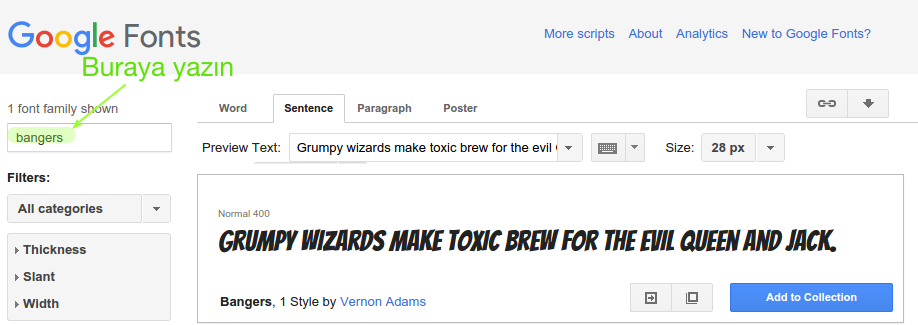 Google Fonts
More scripts About Analytics New to Google Fonts?
Buraya yazın
1 font family shown
bangers
Word Sentence Paragraph Poster
Preview Text: Grumpy wizards make toxic brew for the evil Size: 28 px
Filters:
All categories
Thickness
Slant
Width
Normal 400
GRUMPY WIZARDS MAKE TOXIC BREW FOR THE EVIL QUEEN AND JACK.
Bangers, 1 Style by Vernon Adams
Add to Collection